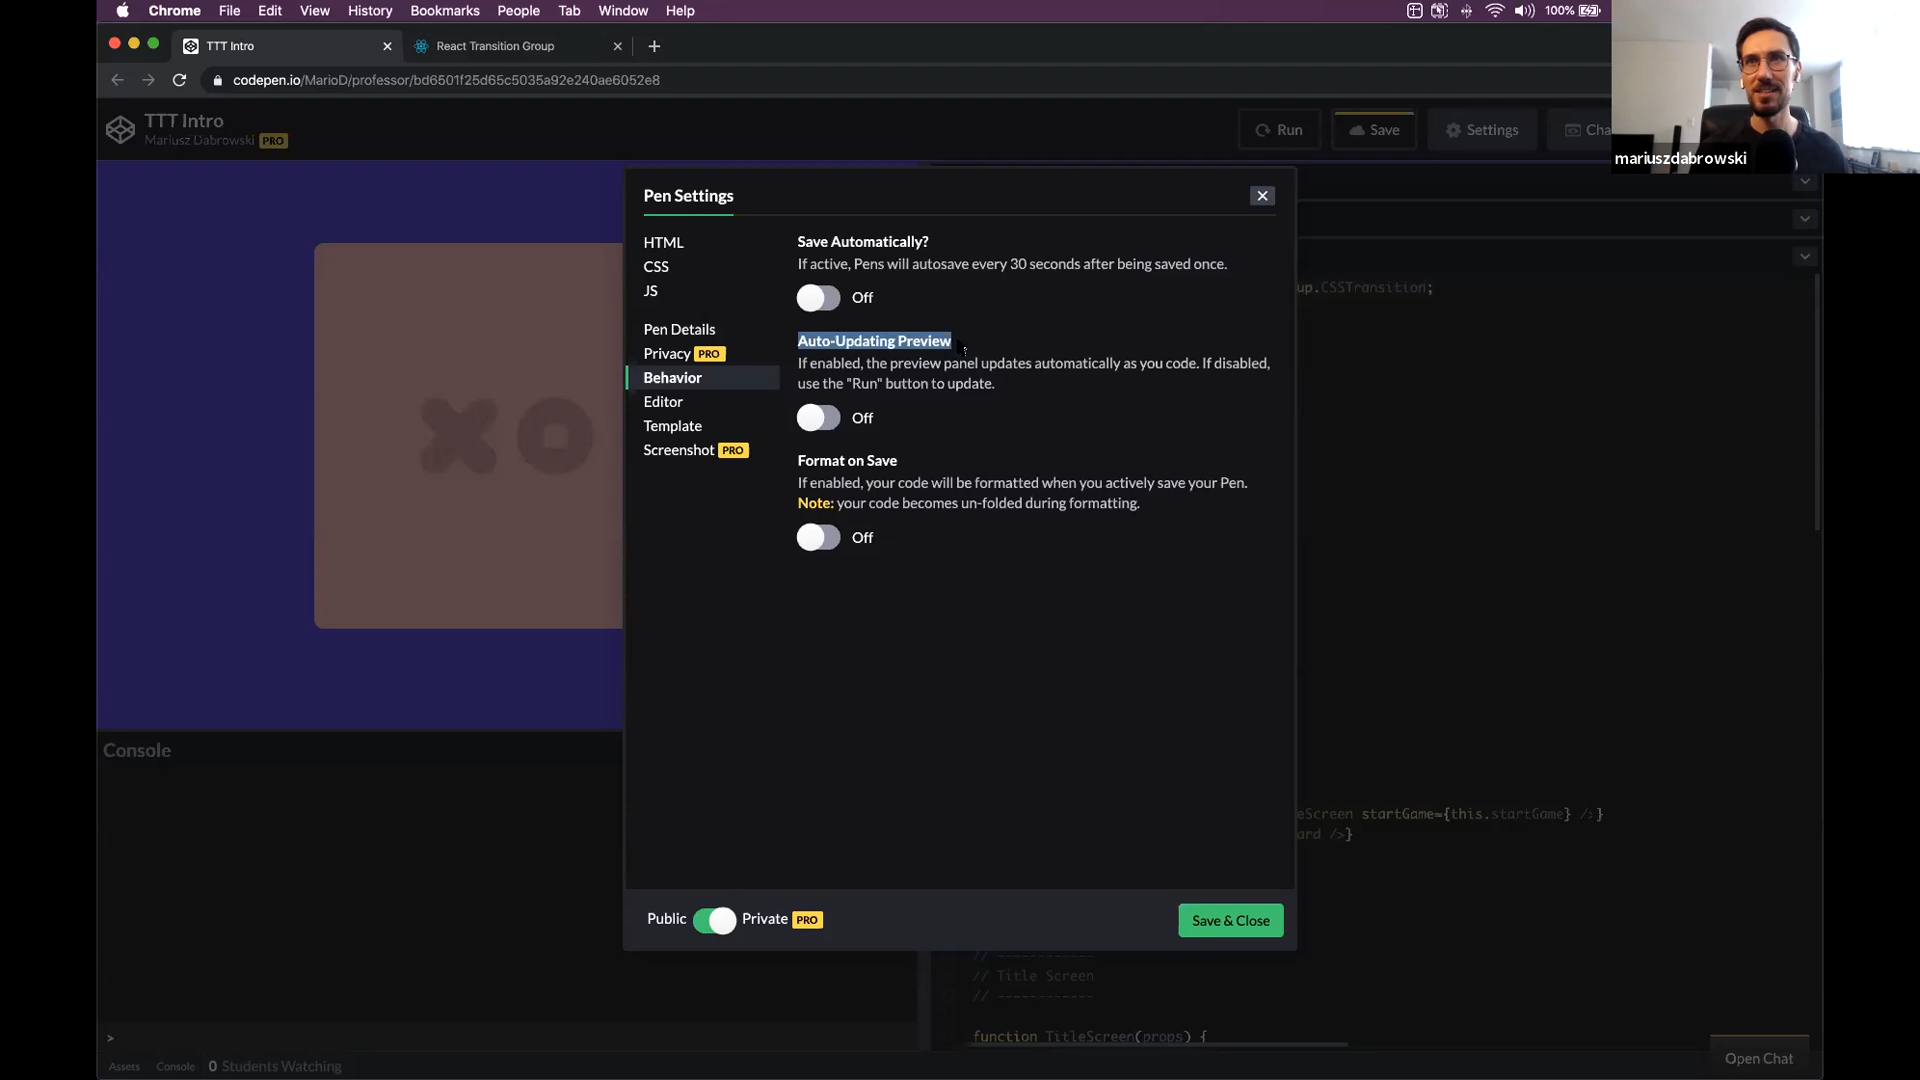 Chrome File Edit View History Bookmarks People Tab Window Help 100%
TTT Intro React Transition Group
codepen.io/MarioD/professor/bd6501f25d65c5035a92e240ae6052e8
TTT Intro
Mariusz Dabrowski PRO
Run Save Settings Cha
mariuszdabrowski
Pen Settings
HTML
CSS
JS
Pen Details
Privacy PRO
Behavior
Editor
Template
Screenshot PRO
Save Automatically?
If active, Pens will autosave every 30 seconds after being saved once.
Off
Auto-Updating Preview
If enabled, the preview panel updates automatically as you code. If disabled,
use the "Run" button to update.
Off
Format on Save
If enabled, your code will be formatted when you actively save your Pen.
Note: your code becomes un-folded during formatting.
Off
Public Private PRO
Save & Close
XO
up.CSSTransition;
eScreen startGame={this.startGame} />}
ard />}
// ------------
// Title Screen
// ------------
function TitleScreen(props) {
Console
>
Assets Console 0 Students Watching
Open Chat